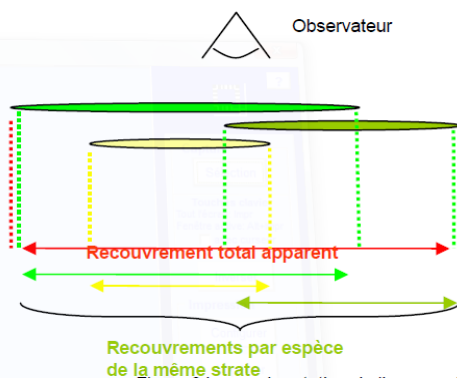 Observateur
Recouvrement total apparent
Recouvrements par espèce
de la même strate